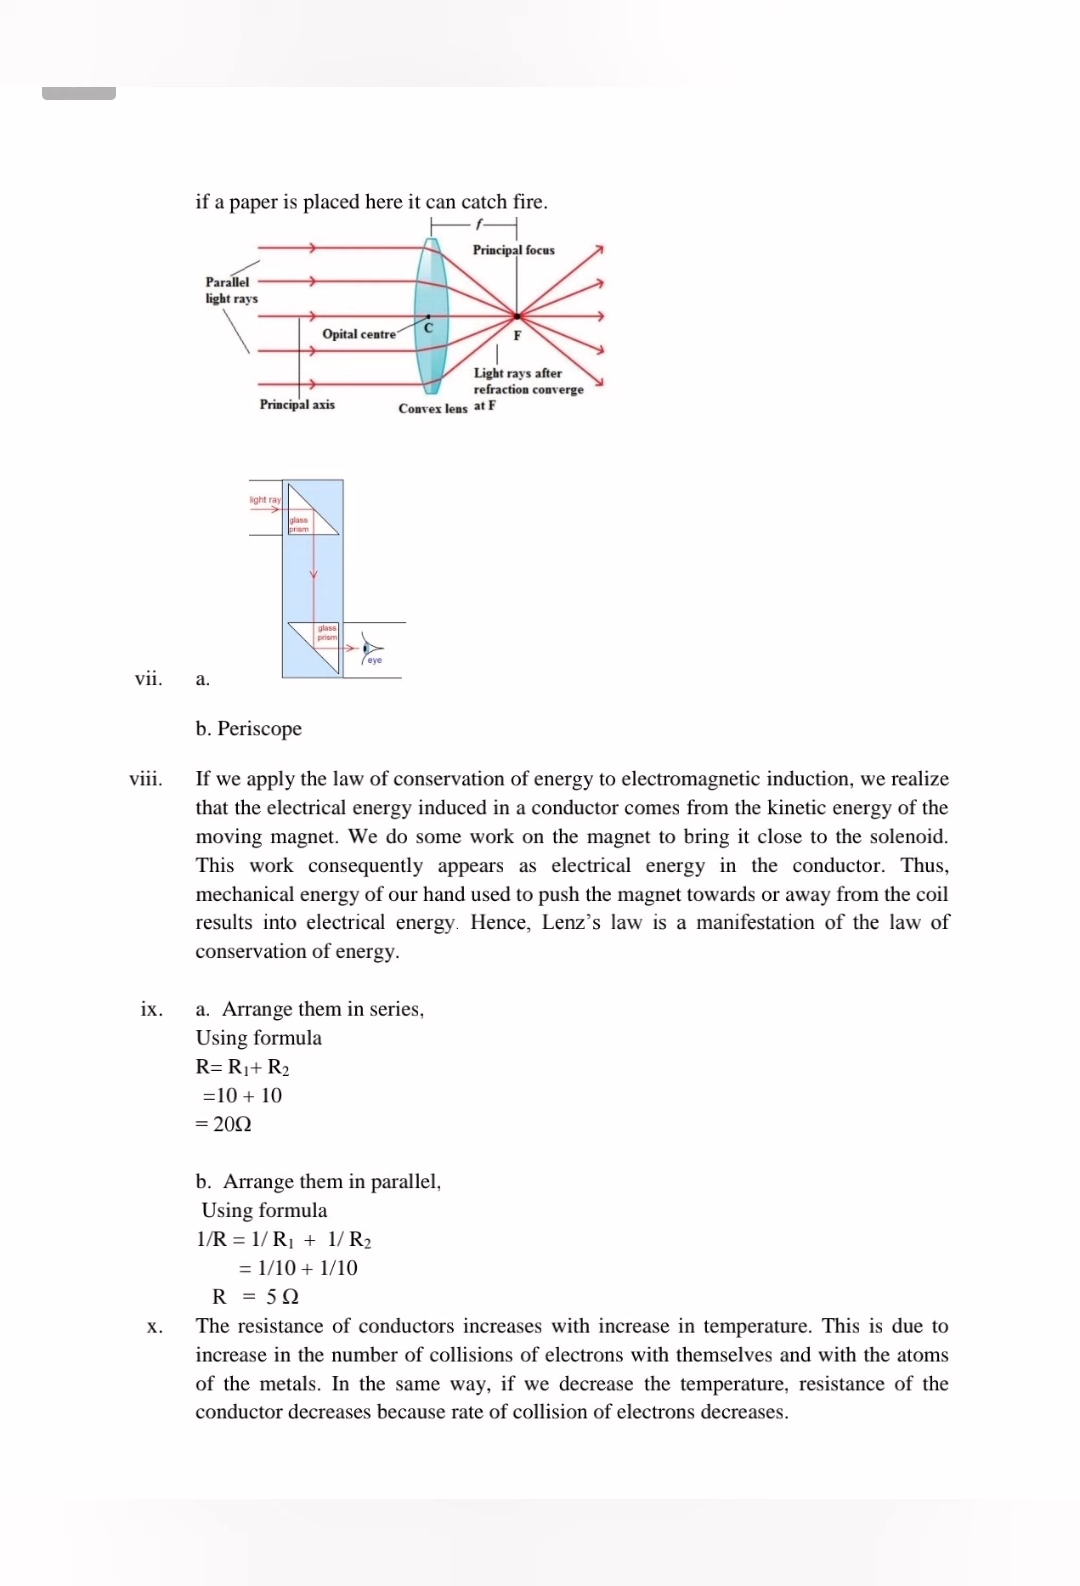 if a paper is placed here it can catch fire.
f
Principal focus
Parallel
light rays
Opital centre
C
F
Light rays after
refraction converge
at F
Principal axis
Convex lens
light ray
glass
prism
glass
prism
eye
vii. a.
b. Periscope
viii. If we apply the law of conservation of energy to electromagnetic induction, we realize
that the electrical energy induced in a conductor comes from the kinetic energy of the
moving magnet. We do some work on the magnet to bring it close to the solenoid.
This work consequently appears as electrical energy in the conductor. Thus,
mechanical energy of our hand used to push the magnet towards or away from the coil
results into electrical energy. Hence, Lenz’s law is a manifestation of the law of
conservation of energy.
ix. a. Arrange them in series,
Using formula
R= R₁+ R₂
=10 + 10
= 20Ω
b. Arrange them in parallel,
Using formula
1/R = 1/ R₁ + 1/ R₂
= 1/10 + 1/10
R = 5 Ω
x. The resistance of conductors increases with increase in temperature. This is due to
increase in the number of collisions of electrons with themselves and with the atoms
of the metals. In the same way, if we decrease the temperature, resistance of the
conductor decreases because rate of collision of electrons decreases.